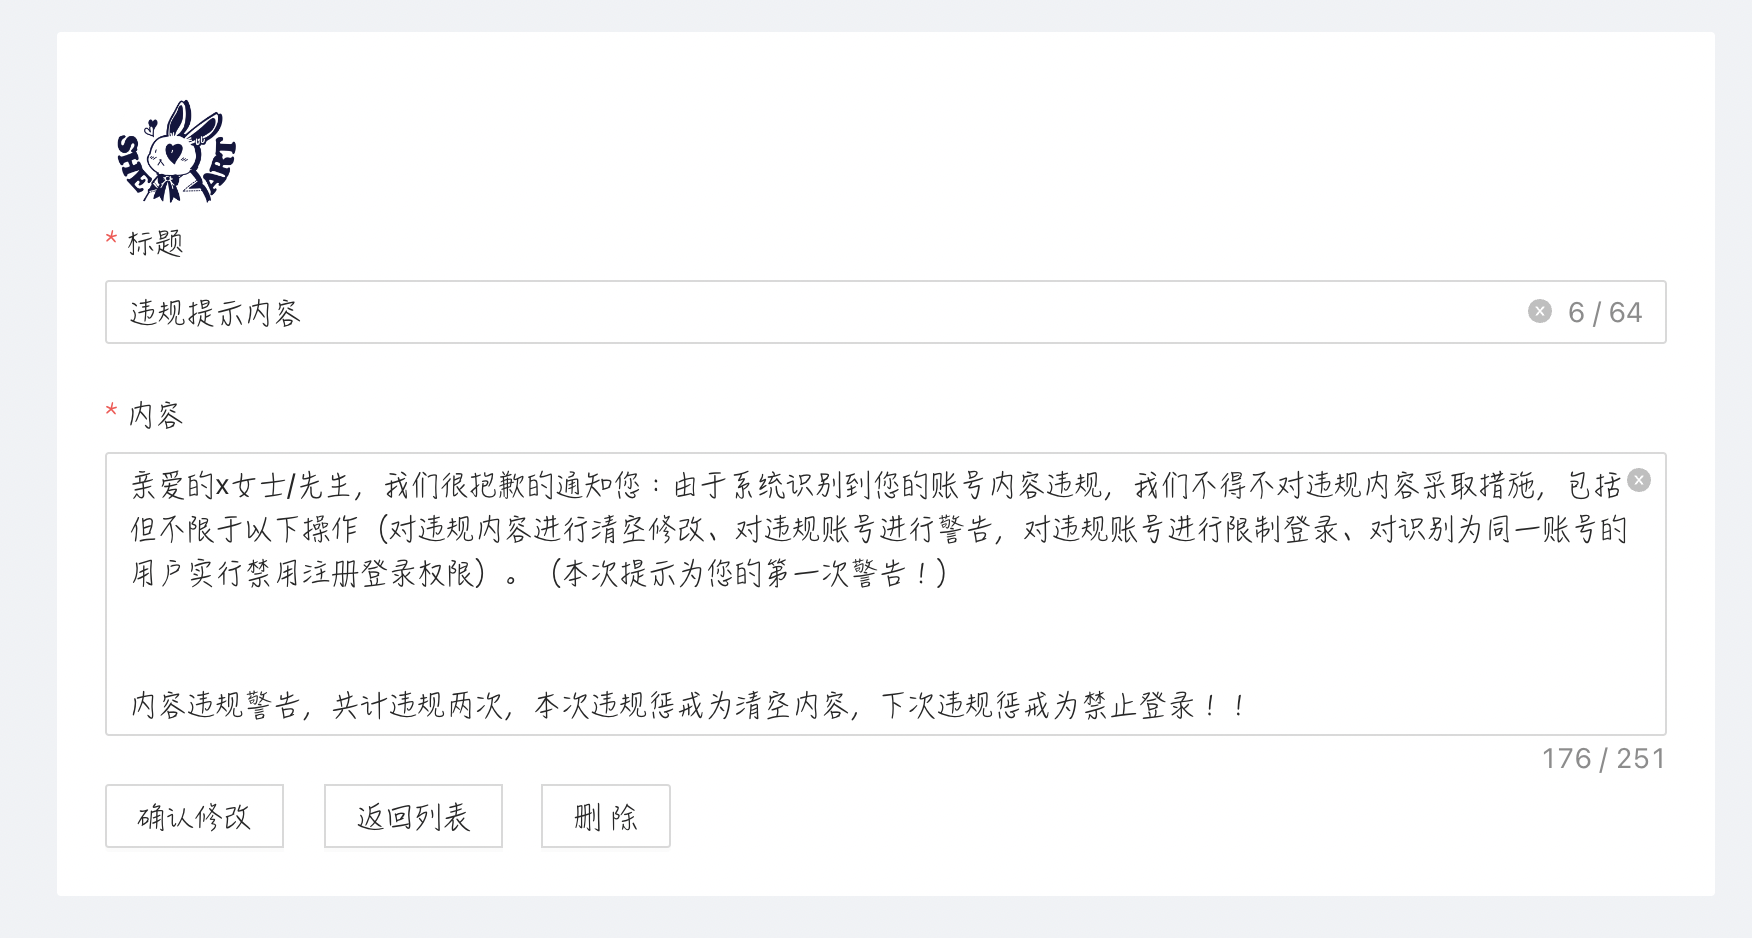 SHE ART
* 标题
违规提示内容
6 / 64
* 内容
亲爱的x女士/先生，我们很抱歉的通知您：由于系统识别到您的账号内容违规，我们不得不对违规内容采取措施，包括
但不限于以下操作（对违规内容进行清空修改、对违规账号进行警告，对违规账号进行限制登录、对识别为同一账号的
用户实行禁用注册登录权限）。（本次提示为您的第一次警告！）
内容违规警告，共计违规两次，本次违规惩戒为清空内容，下次违规惩戒为禁止登录！！
176 / 251
确认修改
返回列表
删 除